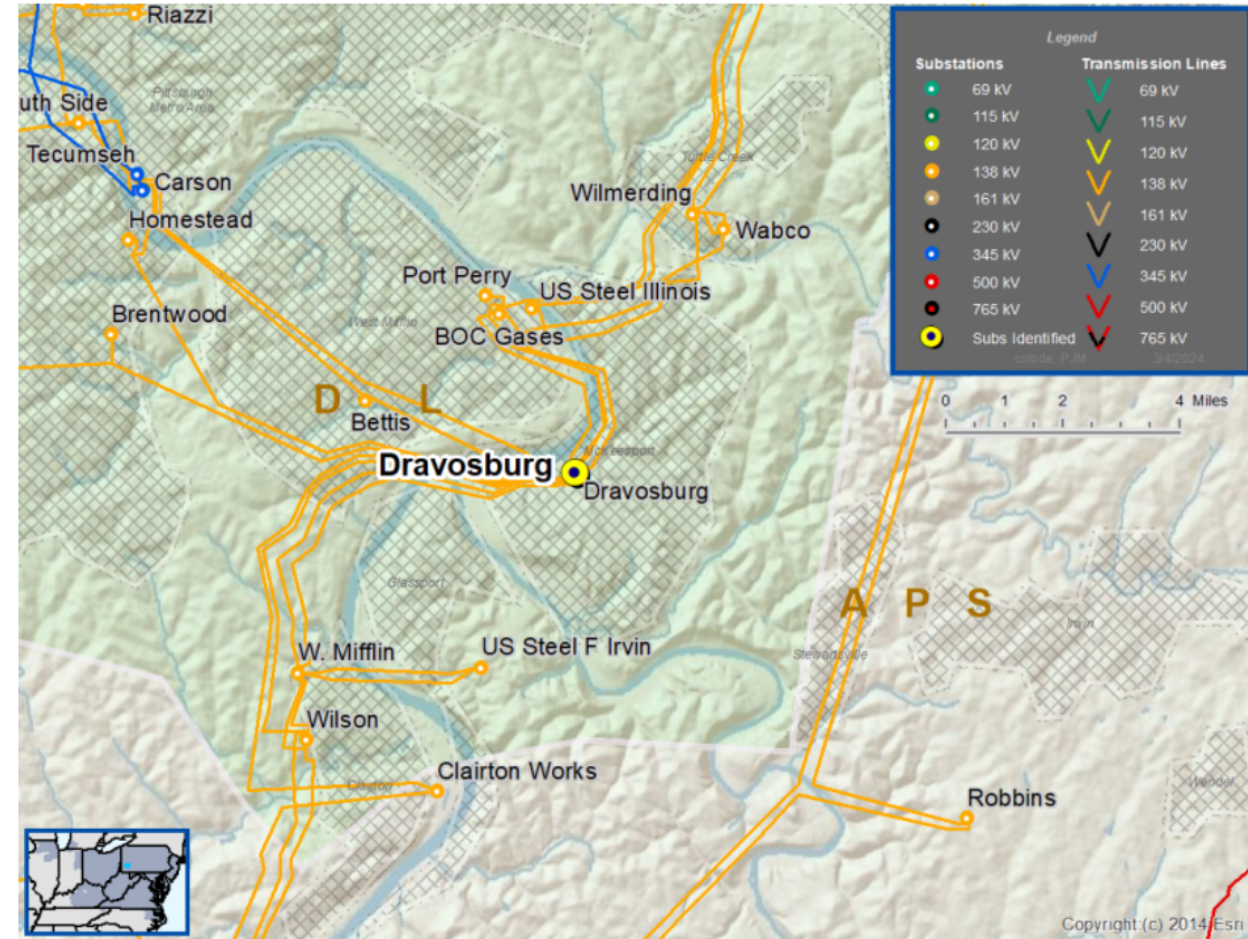 Riazzi
Pittsburgh
Metro Area
uth Side
Tecumseh
Carson
Homestead
Turtle Creek
Wilmerding
Wabco
Port Perry
US Steel Illinois
Brentwood
West Mifflin
BOC Gases
D L
Bettis
Dravosburg
McKeesport
Dravosburg
Glassport
W. Mifflin
US Steel F Irvin
Wilson
Clairton
Clairton Works
A P S
Irwin
Stewartsville
Wendel
Robbins
Legend
Substations Transmission Lines
69 kV 69 kV
115 kV 115 kV
120 kV 120 kV
138 kV 138 kV
161 kV 161 kV
230 kV 230 kV
345 kV 345 kV
500 kV 500 kV
765 kV 765 kV
Subs Identified
colode, PJM 3/4/2024
0 1 2 4 Miles
Copyright:(c) 2014 Esri